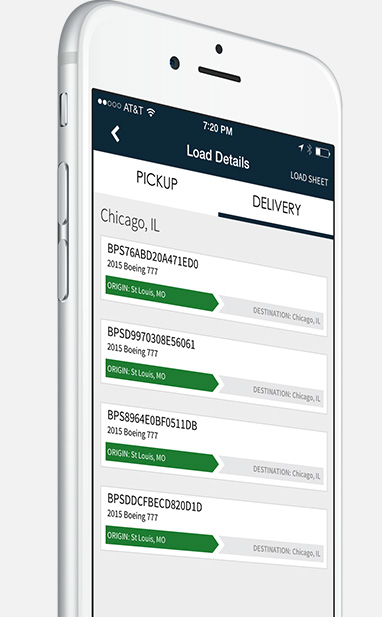 AT&T
7:20 PM
Load Details
LOAD SHEET
PICKUP
DELIVERY
Chicago, IL
BPS76ABD20A471ED0
2015 Boeing 777
ORIGIN: St Louis, MO
DESTINATION: Chicago, IL
BPSD9970308E56061
2015 Boeing 777
ORIGIN: St Louis, MO
DESTINATION: Chicago, IL
BPS8964E0BF0511DB
2015 Boeing 777
ORIGIN: St Louis, MO
DESTINATION: Chicago, IL
BPSDDCFBECD820D1D
2015 Boeing 777
ORIGIN: St Louis, MO
DESTINATION: Chicago, IL